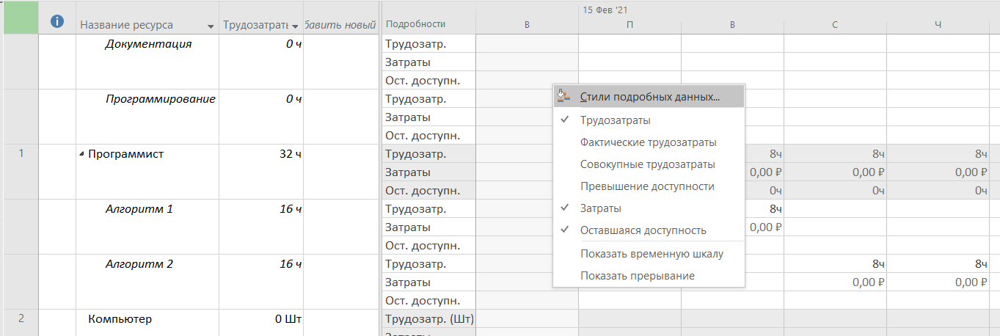 15 Фев '21
Название ресурса Трудозатраты бавить новый Подробности В П В С Ч
Документация 0 ч Трудозатр.
Затраты
Ост. доступн.
Программирование 0 ч Трудозатр.
Затраты
Ост. доступн.
1 Программист 32 ч Трудозатр. 8ч 8ч 8ч
Затраты 0,00 ₽ 0,00 ₽ 0,00 ₽
Ост. доступн. 0ч 0ч 0ч
Алгоритм 1 16 ч Трудозатр. 8ч
Затраты 0,00 ₽
Ост. доступн.
Алгоритм 2 16 ч Трудозатр. 8ч 8ч
Затраты 0,00 ₽ 0,00 ₽
Ост. доступн.
2 Компьютер 0 Шт Трудозатр. (Шт)
Затраты
Стили подробных данных...
Трудозатраты
Фактические трудозатраты
Совокупные трудозатраты
Превышение доступности
Затраты
Оставшаяся доступность
Показать временную шкалу
Показать прерывание